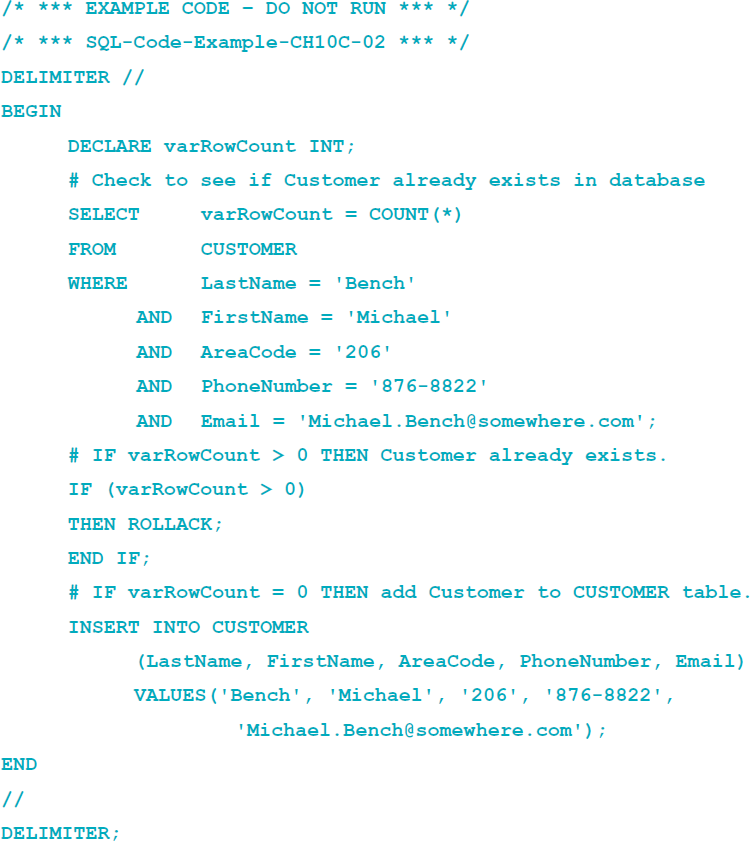 /* *** EXAMPLE CODE – DO NOT RUN *** */
/* *** SQL-Code-Example-CH10C-02 *** */
DELIMITER //
BEGIN
DECLARE varRowCount INT;
# Check to see if Customer already exists in database
SELECT varRowCount = COUNT(*)
FROM CUSTOMER
WHERE LastName = 'Bench'
AND FirstName = 'Michael'
AND AreaCode = '206'
AND PhoneNumber = '876-8822'
AND Email = 'Michael.Bench@somewhere.com';
# IF varRowCount > 0 THEN Customer already exists.
IF (varRowCount > 0)
THEN ROLLACK;
END IF;
# IF varRowCount = 0 THEN add Customer to CUSTOMER table.
INSERT INTO CUSTOMER
(LastName, FirstName, AreaCode, PhoneNumber, Email)
VALUES('Bench', 'Michael', '206', '876-8822',
'Michael.Bench@somewhere.com');
END
//
DELIMITER;